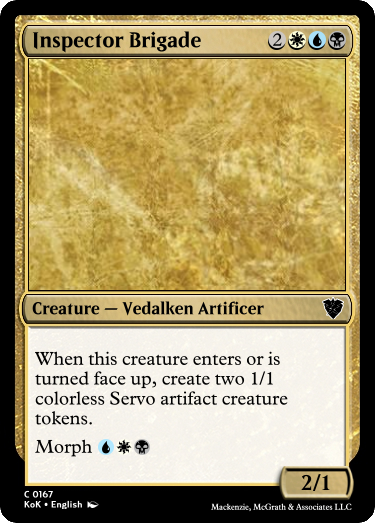 Inspector Brigade 2
Creature — Vedalken Artificer
When this creature enters or is
turned face up, create two 1/1
colorless Servo artifact creature
tokens.
Morph
2/1
C 0167
KoK • English
Mackenzie, McGrath & Associates LLC